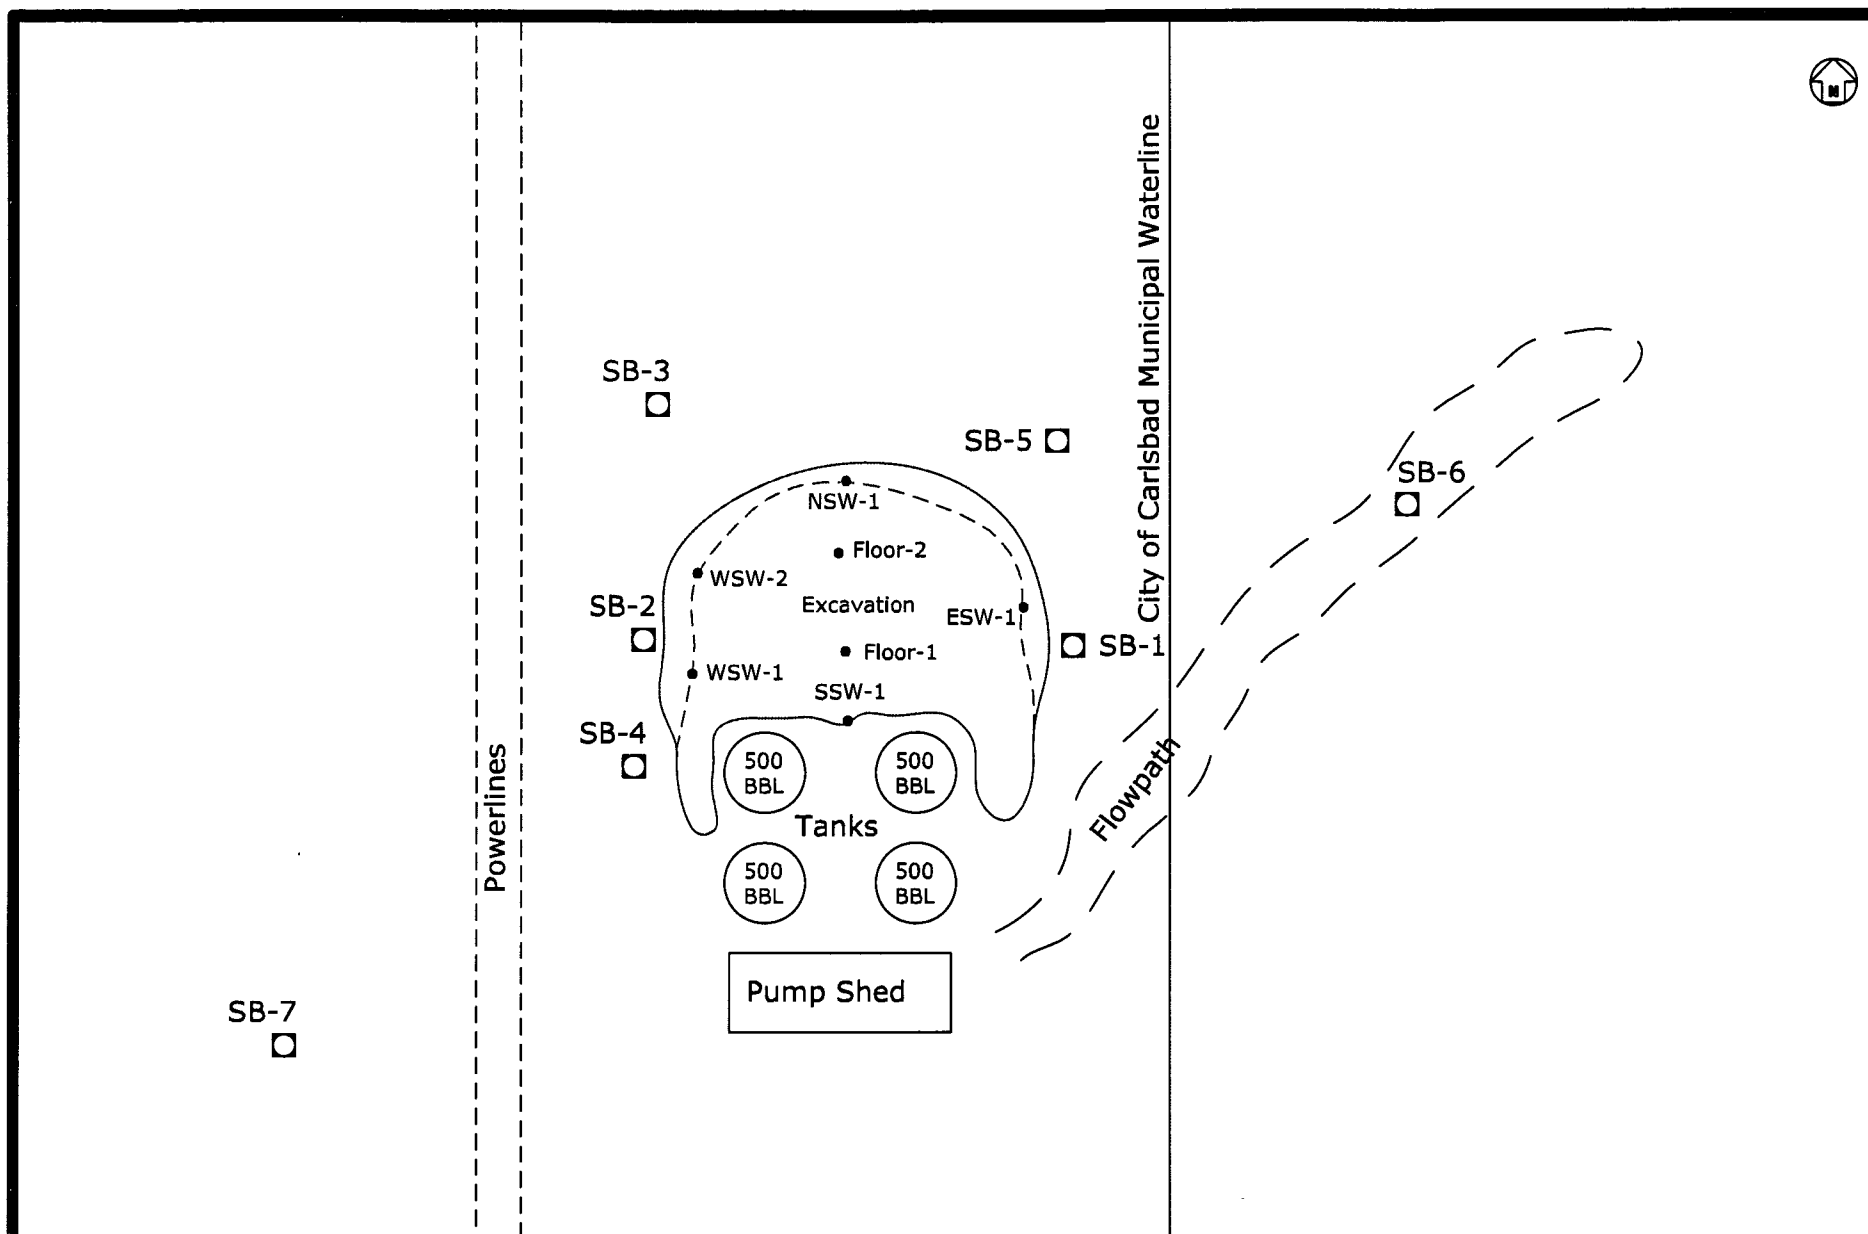 N
City of Carlsbad Municipal Waterline
SB-3
SB-5
SB-6
NSW-1
Floor-2
WSW-2
SB-2
Excavation
ESW-1
SB-1
Floor-1
WSW-1
SSW-1
SB-4
500
BBL
500
BBL
Powerlines
Flowpath
Tanks
500
BBL
500
BBL
Pump Shed
SB-7